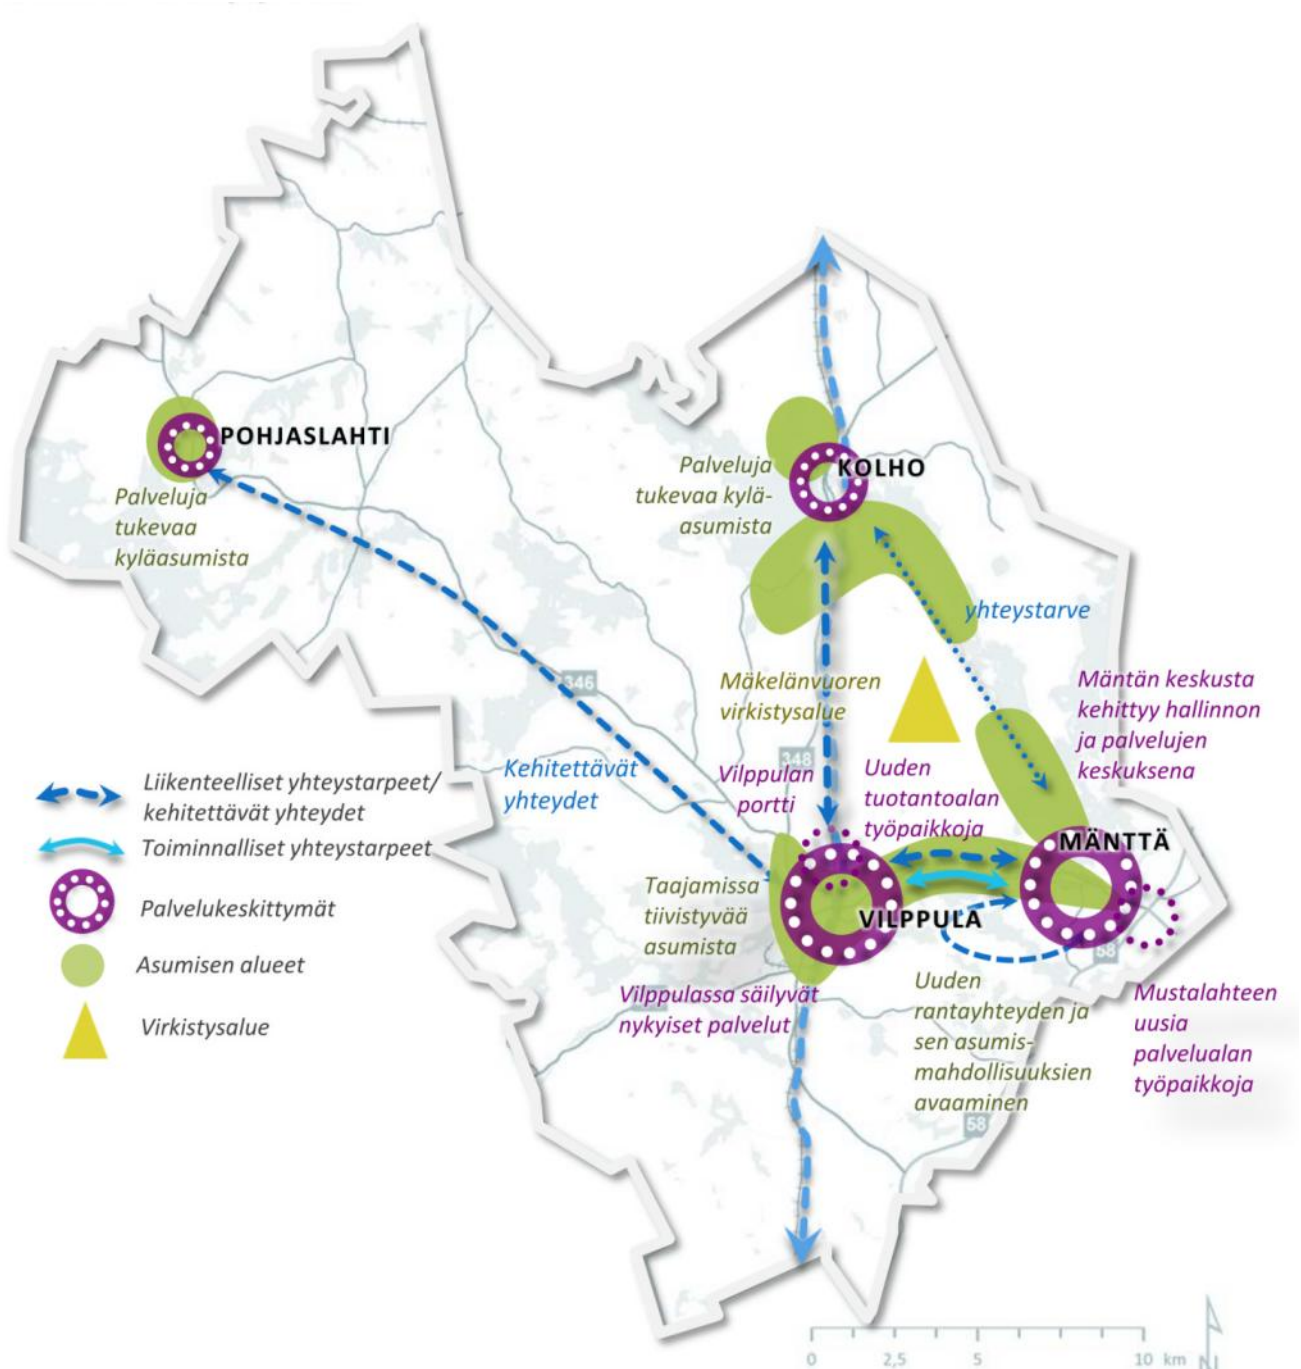 POHJASLAHTI
Palveluja
tukevaa
kyläasumista
KOLHO
Palveluja
tukevaa kylä-
asumista
yhteystarve
346
Mäkelänvuoren
virkistysalue
Mäntän keskusta
kehittyy hallinnon
ja palvelujen
keskuksena
348
Kehitettävät
yhteydet
Vilppulan
portti
Uuden
tuotantoalan
työpaikkoja
Liikenteelliset yhteystarpeet/
kehitettävät yhteydet
Toiminnalliset yhteystarpeet
Palvelukeskittymät
Asumisen alueet
Virkistysalue
MÄNTTÄ
VILPPULA
Taajamissa
tiivistyvää
asumista
58
Vilppulassa säilyvät
nykyiset palvelut
Uuden
rantayhteyden ja
sen asumis-
mahdollisuuksien
avaaminen
Mustalahteen
uusia
palvelualan
työpaikkoja
58
0 2,5 5 10 km
N